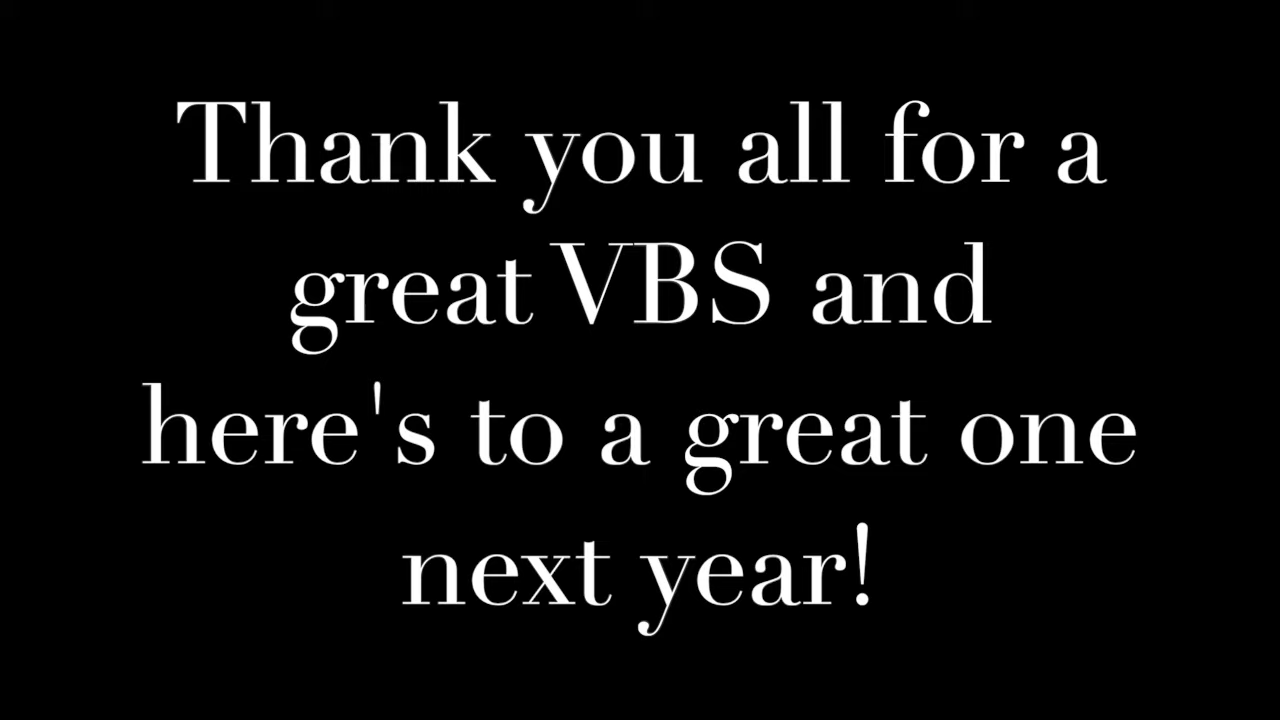 Thank you all for a
great VBS and
here's to a great one
next year!